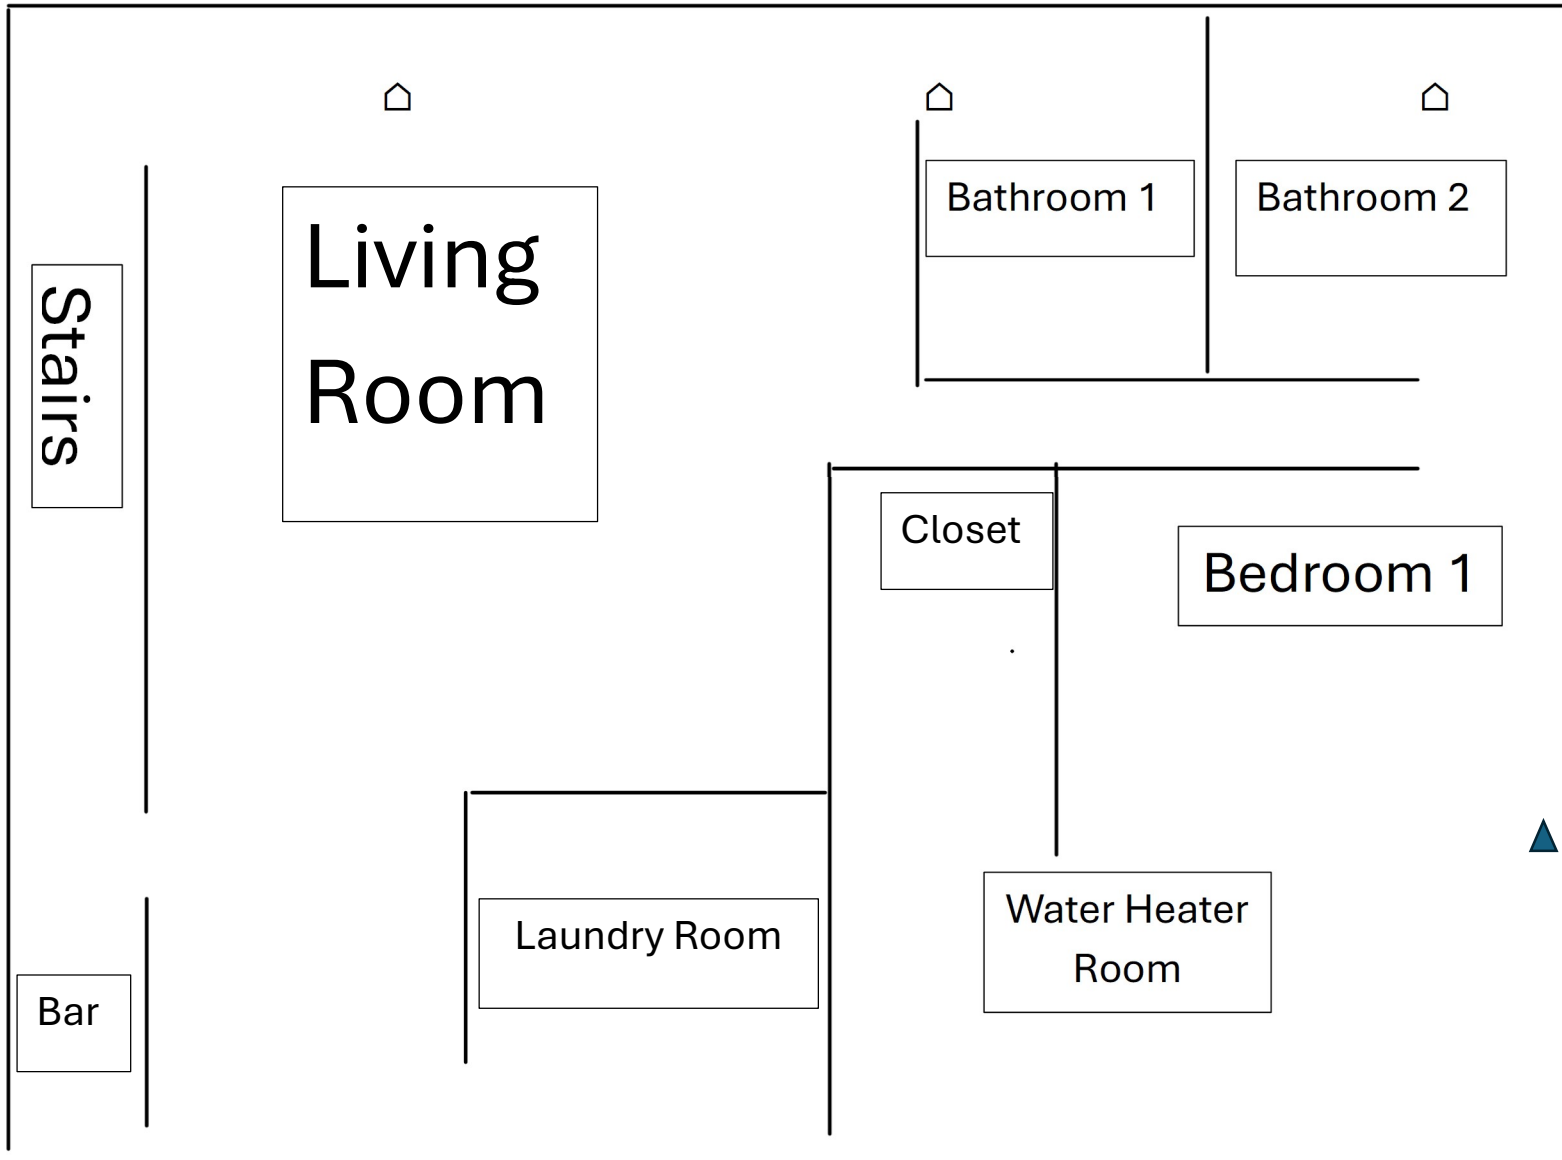 Bathroom 1
Bathroom 2
Living
Room
Stairs
Closet
Bedroom 1
Water Heater
Room
Laundry Room
Bar